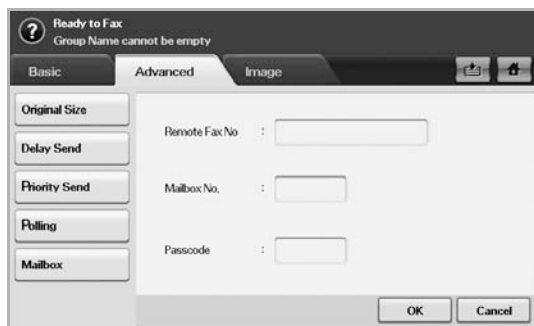 Ready to Fax
Group Name cannot be empty
Basic Advanced Image
Original Size
Delay Send
Priority Send
Polling
Mailbox
Remote Fax No :
Mailbox No. :
Passcode :
OK Cancel